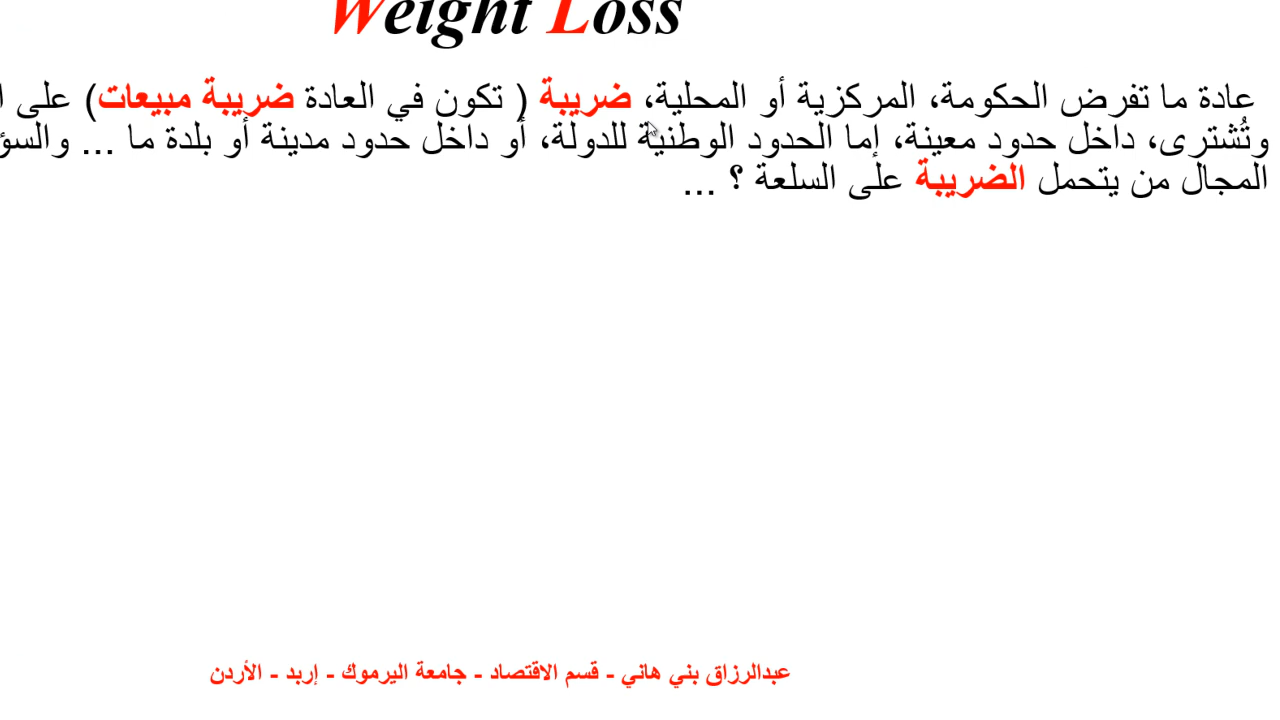 Weight Loss
عادة ما تفرض الحكومة، المركزية أو المحلية، ضريبة ( تكون في العادة ضريبة مبيعات) على
وتُشترى، داخل حدود معينة، إما الحدود الوطنية للدولة، أو داخل حدود مدينة أو بلدة ما ...
المجال من يتحمل الضريبة على السلعة ؟ ...
عبدالرزاق بني هاني - قسم الاقتصاد - جامعة اليرموك - إربد - الأردن